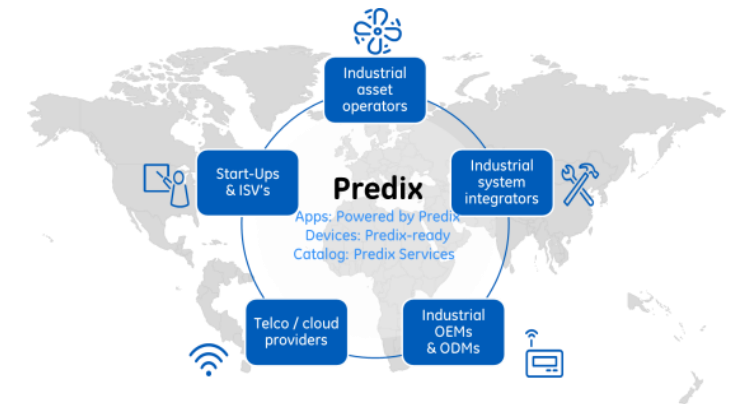 Industrial
asset
operators
Start-Ups
& ISV's
Industrial
system
integrators
Predix
Apps: Powered by Predix
Devices: Predix-ready
Catalog: Predix Services
Telco / cloud
providers
Industrial
OEMs
& ODMs